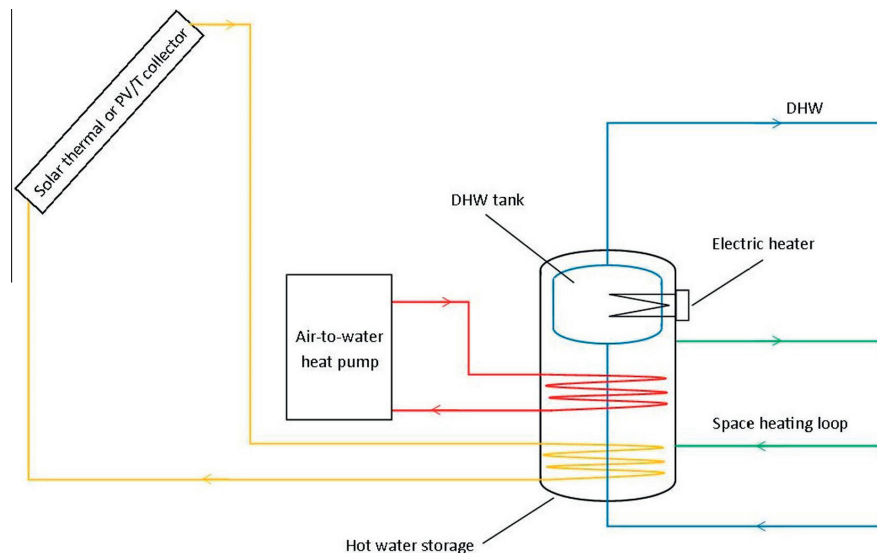 Solar thermal or PV/T collector
DHW
DHW tank
Electric heater
Air-to-water
heat pump
Space heating loop
Hot water storage